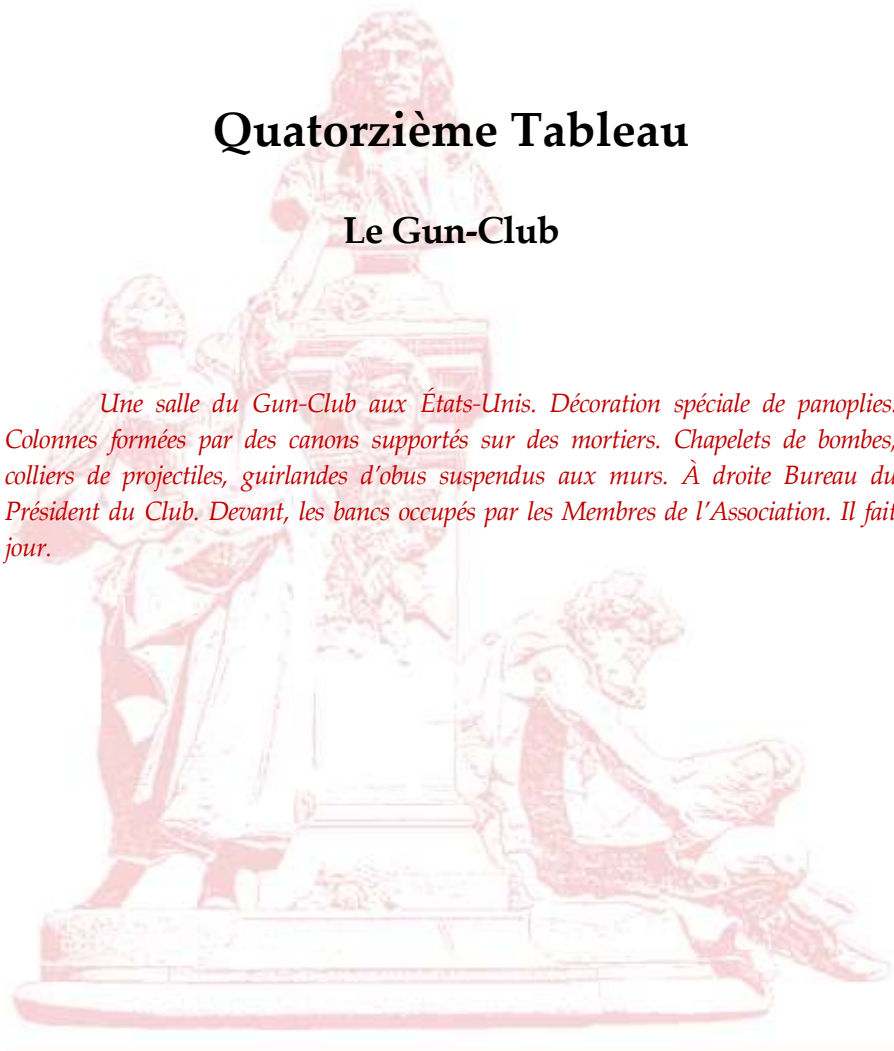 Quatorzième Tableau
Le Gun-Club
Une salle du Gun-Club aux États-Unis. Décoration spéciale de panoplies.
Colonnes formées par des canons supportés sur des mortiers. Chapelets de bombes,
colliers de projectiles, guirlandes d’obus suspendus aux murs. À droite Bureau du
Président du Club. Devant, les bancs occupés par les Membres de l’Association. Il fait
jour.